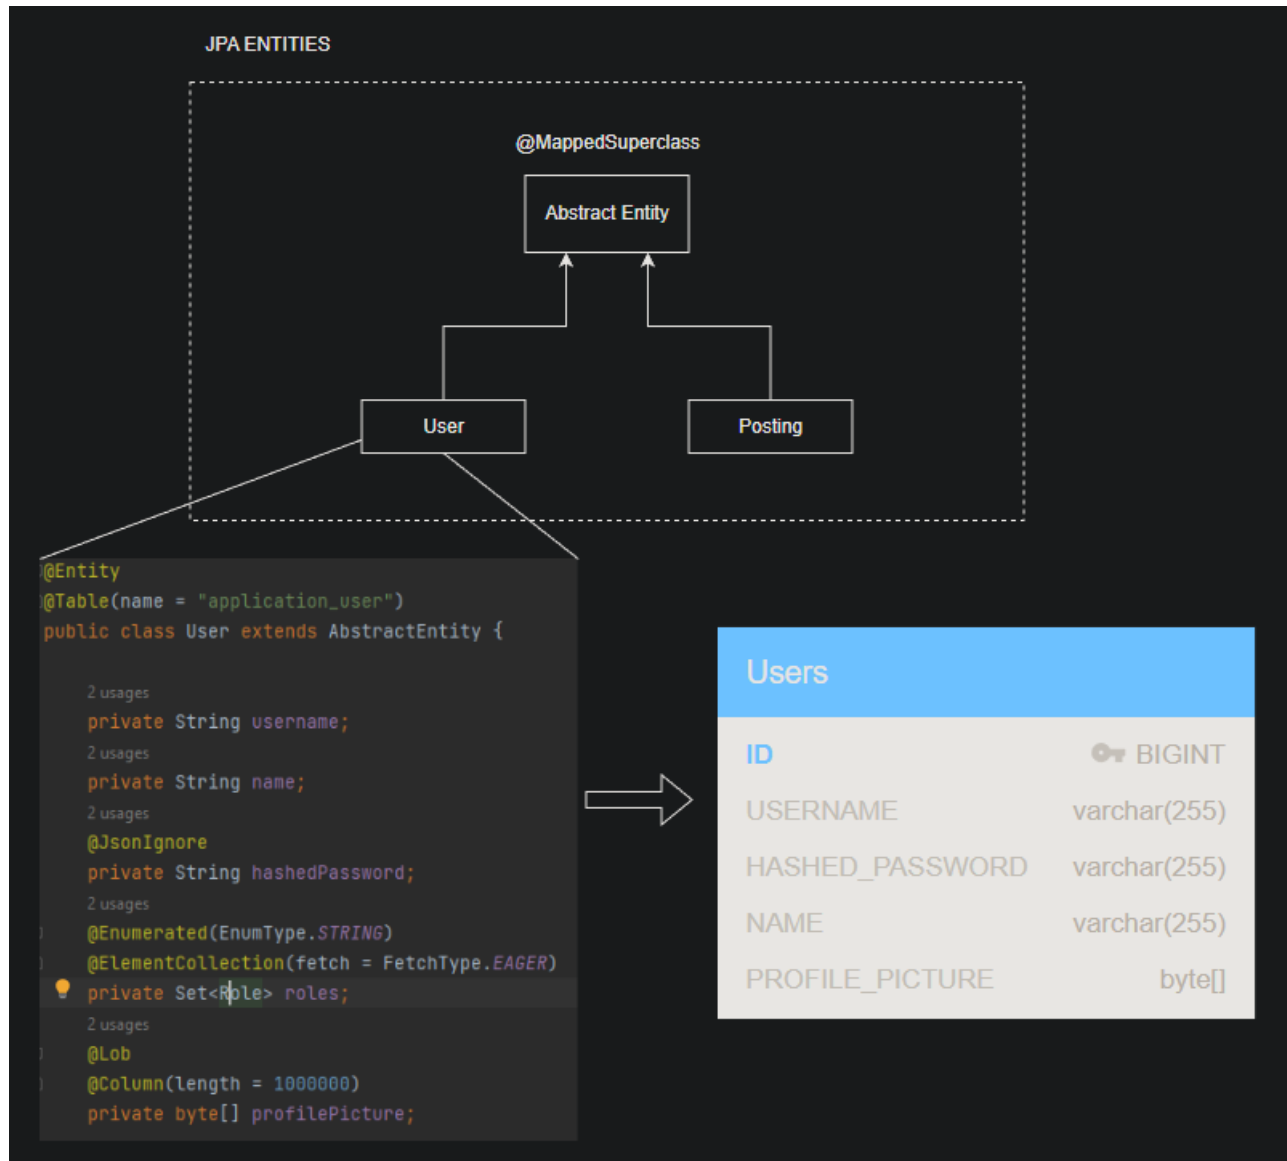 JPA ENTITIES
@MappedSuperclass
Abstract Entity
User
Posting
@Entity
@Table(name = "application_user")
public class User extends AbstractEntity {
2 usages
private String username;
2 usages
private String name;
2 usages
@JsonIgnore
private String hashedPassword;
2 usages
@Enumerated(EnumType.STRING)
@ElementCollection(fetch = FetchType.EAGER)
private Set<Role> roles;
2 usages
@Lob
@Column(length = 1000000)
private byte[] profilePicture;
Users
ID BIGINT
USERNAME varchar(255)
HASHED_PASSWORD varchar(255)
NAME varchar(255)
PROFILE_PICTURE byte[]